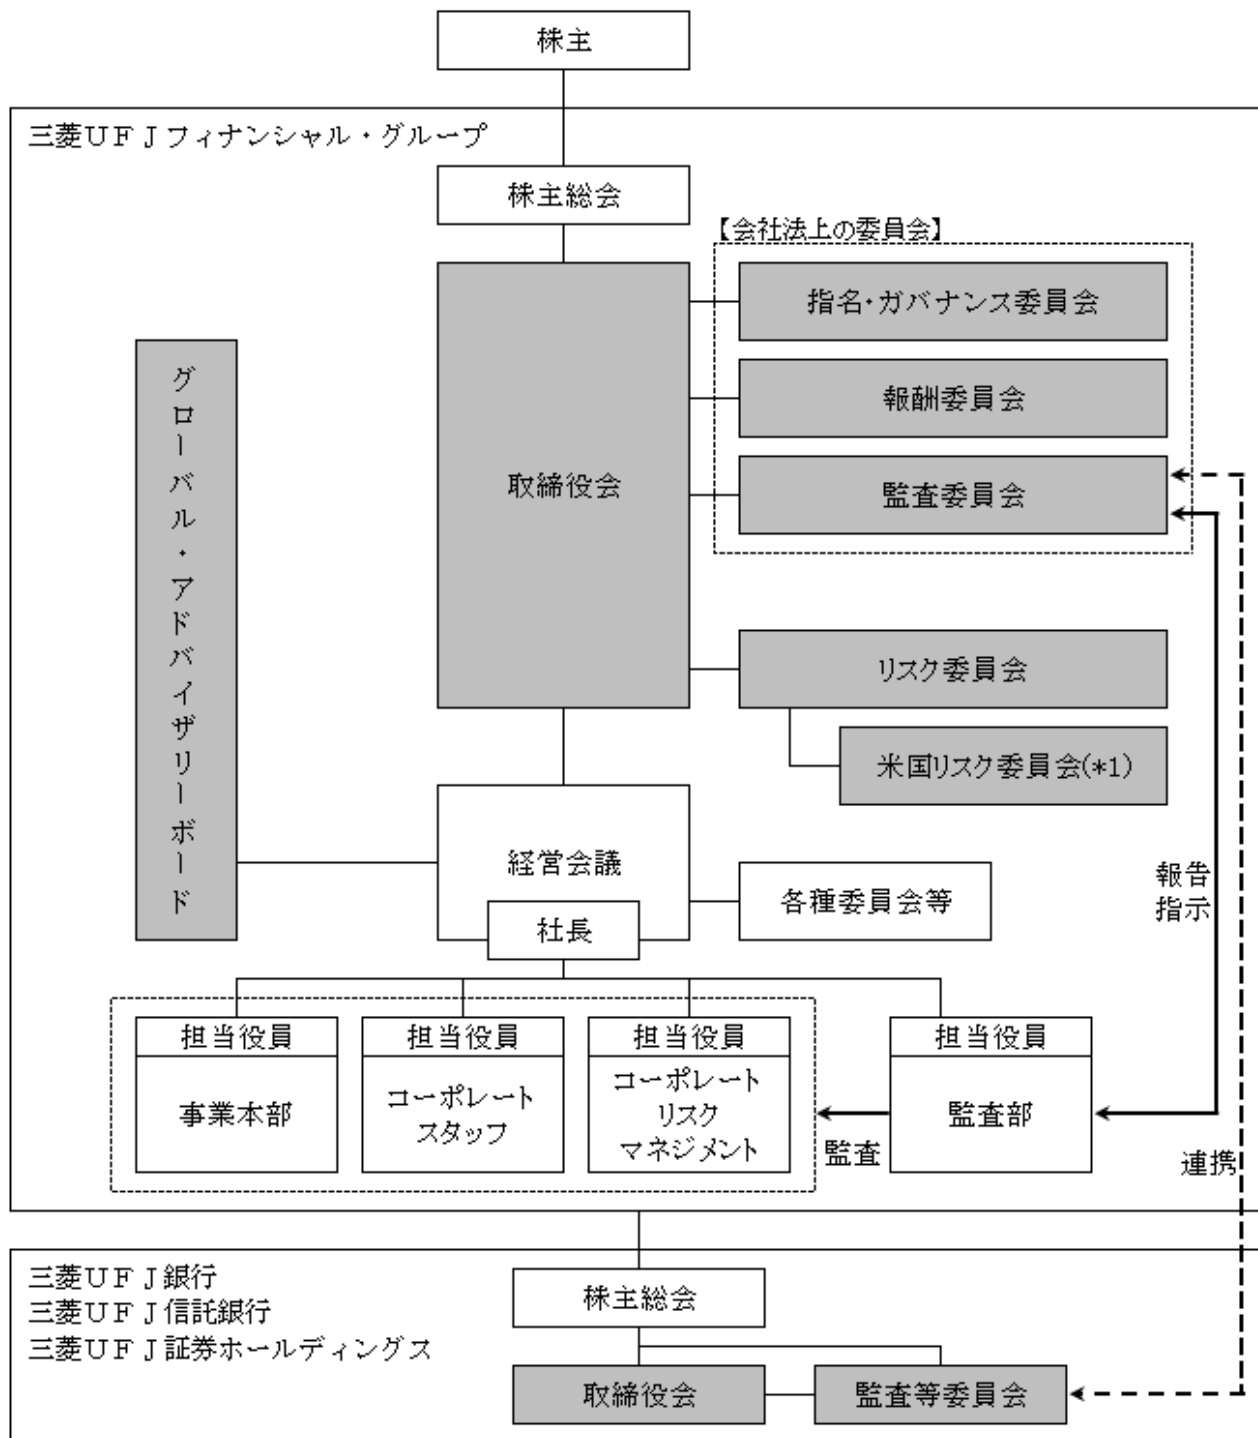 株主
三菱ＵＦＪフィナンシャル・グループ
株主総会
【会社法上の委員会】
指名・ガバナンス委員会
報酬委員会
取締役会
監査委員会
グローバル・アドバイザリーボード
リスク委員会
米国リスク委員会(*1)
経営会議
各種委員会等
社長
報告
指示
担当役員
事業本部
担当役員
コーポレート
スタッフ
担当役員
コーポレート
リスク
マネジメント
担当役員
監査部
監査
連携
三菱ＵＦＪ銀行
三菱ＵＦＪ信託銀行
三菱ＵＦＪ証券ホールディングス
株主総会
取締役会
監査等委員会